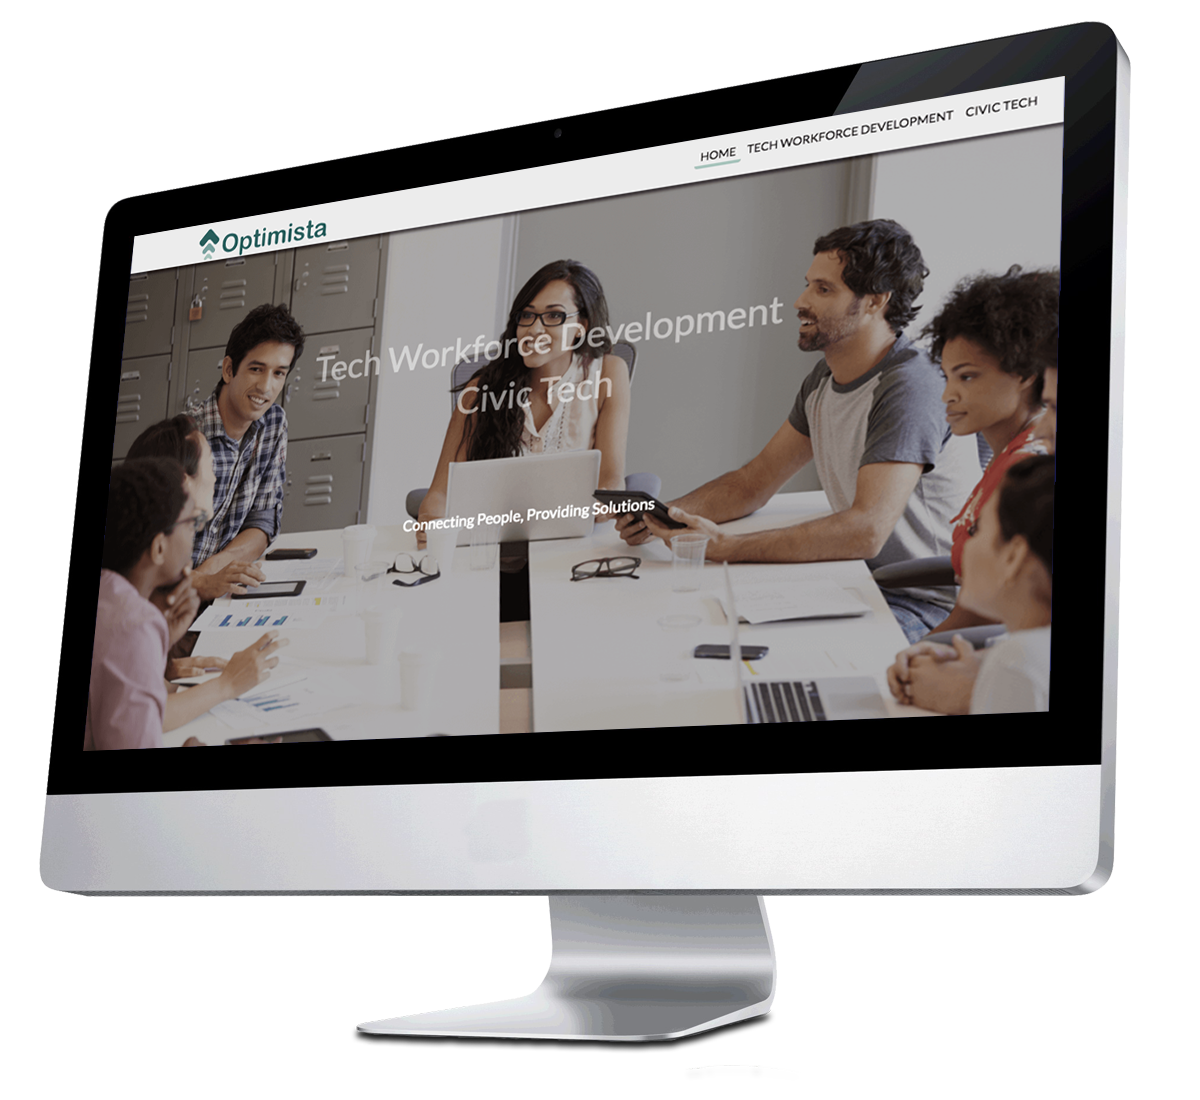 Optimista
HOME TECH WORKFORCE DEVELOPMENT CIVIC TECH
Tech Workforce Development
Civic Tech
Connecting People, Providing Solutions